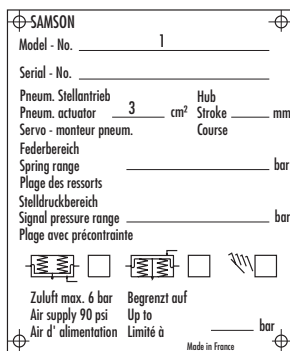 SAMSON
Model - No. 1
Serial - No.
Pneum. Stellantrieb Hub
Pneum. actuator 3 cm² Stroke mm
Servo - monteur pneum. Course
Federbereich
Spring range bar
Plage des ressorts
Stelldruckbereich
Signal pressure range bar
Plage avec précontrainte
Zuluft max. 6 bar Begrenzt auf
Air supply 90 psi Up to
Air d' alimentation Limité à bar
Made in France